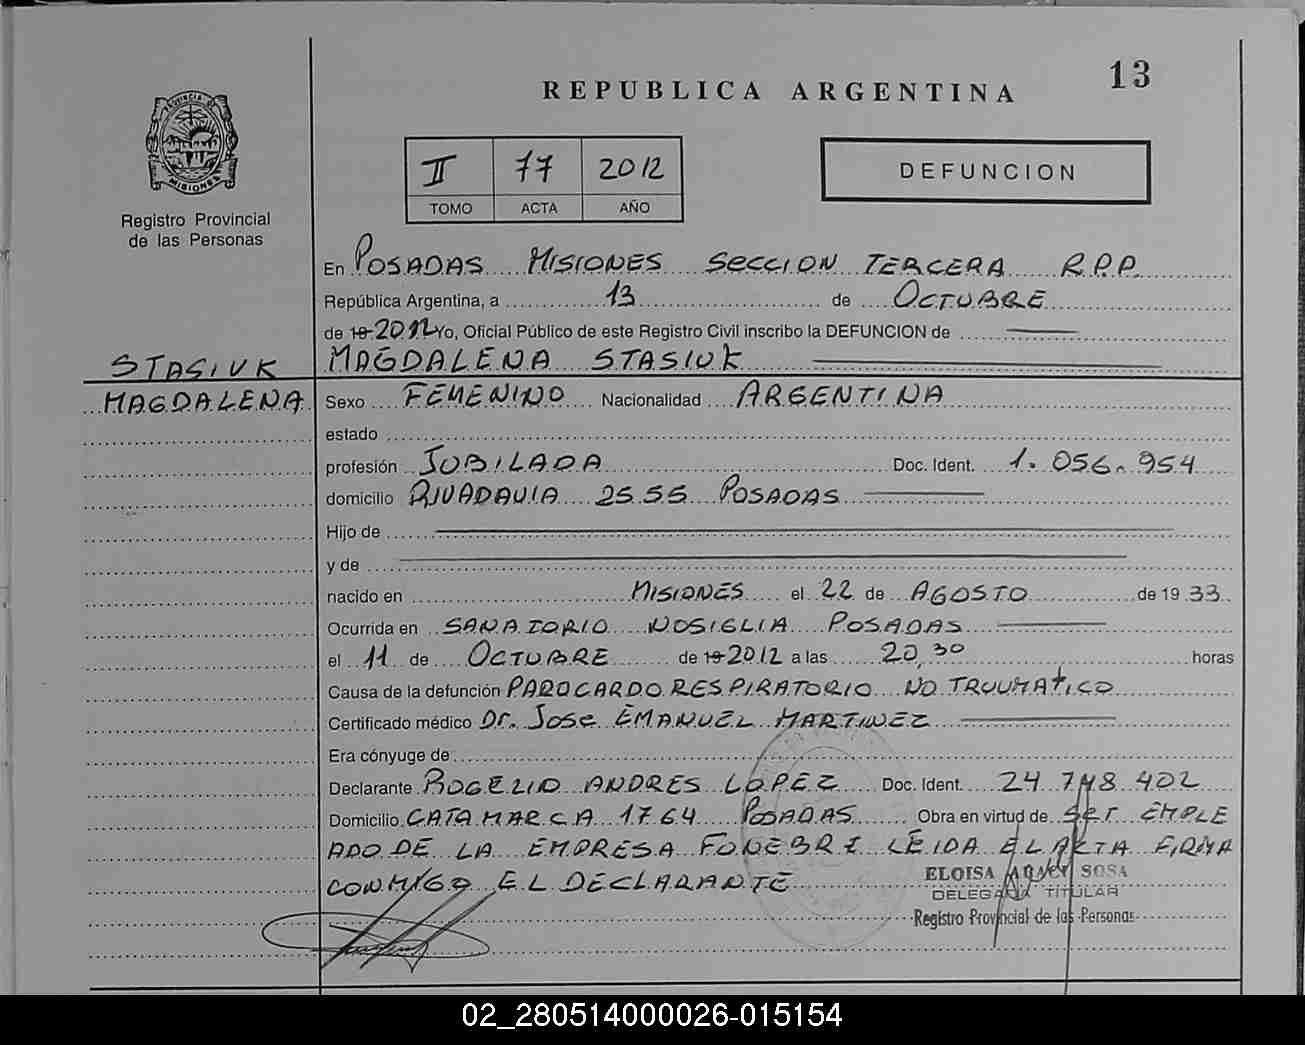 13
REPUBLICA ARGENTINA
PROVINCIA DE MISIONES
Registro Provincial
de las Personas
II 77 2012
TOMO ACTA AÑO
DEFUNCION
En POSADAS MISIONES SECCION TERCERA R.P.P.
República Argentina, a 13 de OCTUBRE
de 19 2012 Yo, Oficial Público de este Registro Civil inscribo la DEFUNCION de
STASIUK
MAGDALENA
MAGDALENA STASIUK
Sexo FEMENINO Nacionalidad ARGENTINA
estado
profesión JUBILADA Doc. Ident. 1.056.954
domicilio RIVADAVIA 2555 POSADAS
Hijo de
y de
nacido en MISIONES el 22 de AGOSTO de 1933
Ocurrida en SANATORIO NOSIGLIA POSADAS
el 11 de OCTUBRE de 19 2012 a las 20,30 horas
Causa de la defunción PAROCARDORESPIRATORIO NO TRUUMATICO
Certificado médico Dr. JOSE EMANUEL MARTINEZ
Era cónyuge de
Declarante ROGELIO ANDRES LOPEZ Doc. Ident. 24 748 402
Domicilio CATAMARCA 1764 POSADAS Obra en virtud de SER EMPLE
ADO DE LA EMPRESA FUNEBRE LEIDA EL ACTA FIRMA
CONMIGO EL DECLARANTE
ELOISA SOSA
DELEGADA TITULAR
Registro Provincial de las Personas
02_280514000026-015154